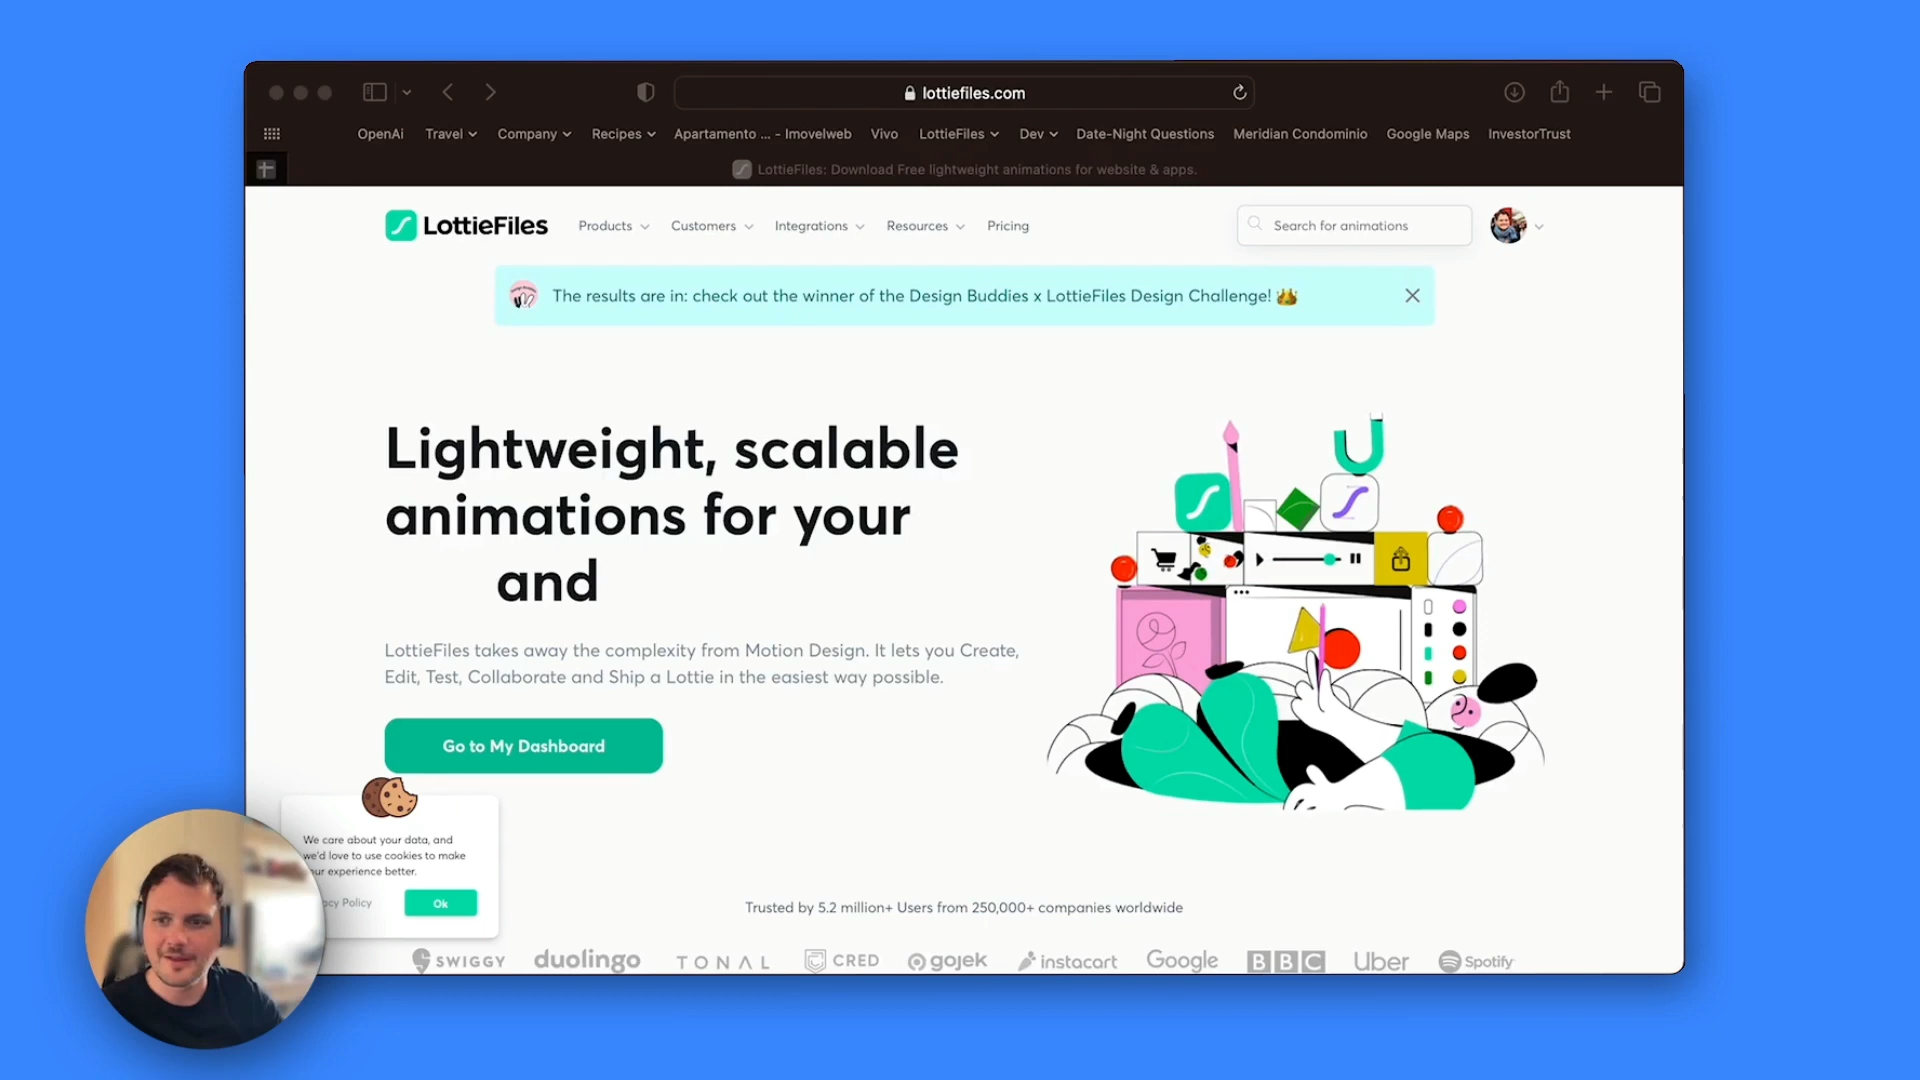 lottiefiles.com
OpenAi Travel Company Recipes Apartamento ... - Imovelweb Vivo LottieFiles Dev Date-Night Questions Meridian Condominio Google Maps InvestorTrust
LottieFiles: Download Free lightweight animations for website & apps.
LottieFiles Products Customers Integrations Resources Pricing Search for animations
The results are in: check out the winner of the Design Buddies x LottieFiles Design Challenge!
Lightweight, scalable
animations for your
and
LottieFiles takes away the complexity from Motion Design. It lets you Create,
Edit, Test, Collaborate and Ship a Lottie in the easiest way possible.
Go to My Dashboard
We care about your data, and
we'd love to use cookies to make
ur experience better.
cy Policy Ok
Trusted by 5.2 million+ Users from 250,000+ companies worldwide
SWIGGY duolingo TONAL CRED gojek instacart Google BBC Uber Spotify